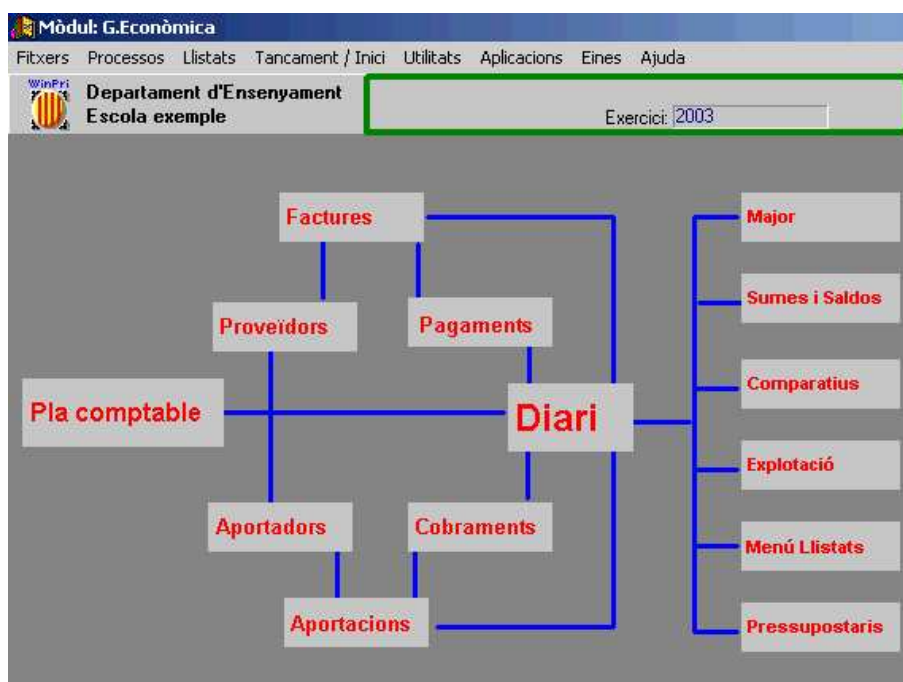 Mòdul: G.Econòmica
Fitxers Processos Llistats Tancament / Inici Utilitats Aplicacions Eines Ajuda
WinPri
Departament d'Ensenyament
Escola exemple
Exercici: 2003
Factures
Major
Sumes i Saldos
Proveïdors
Pagaments
Comparatius
Pla comptable
Diari
Explotació
Aportadors
Cobraments
Menú Llistats
Aportacions
Pressupostaris